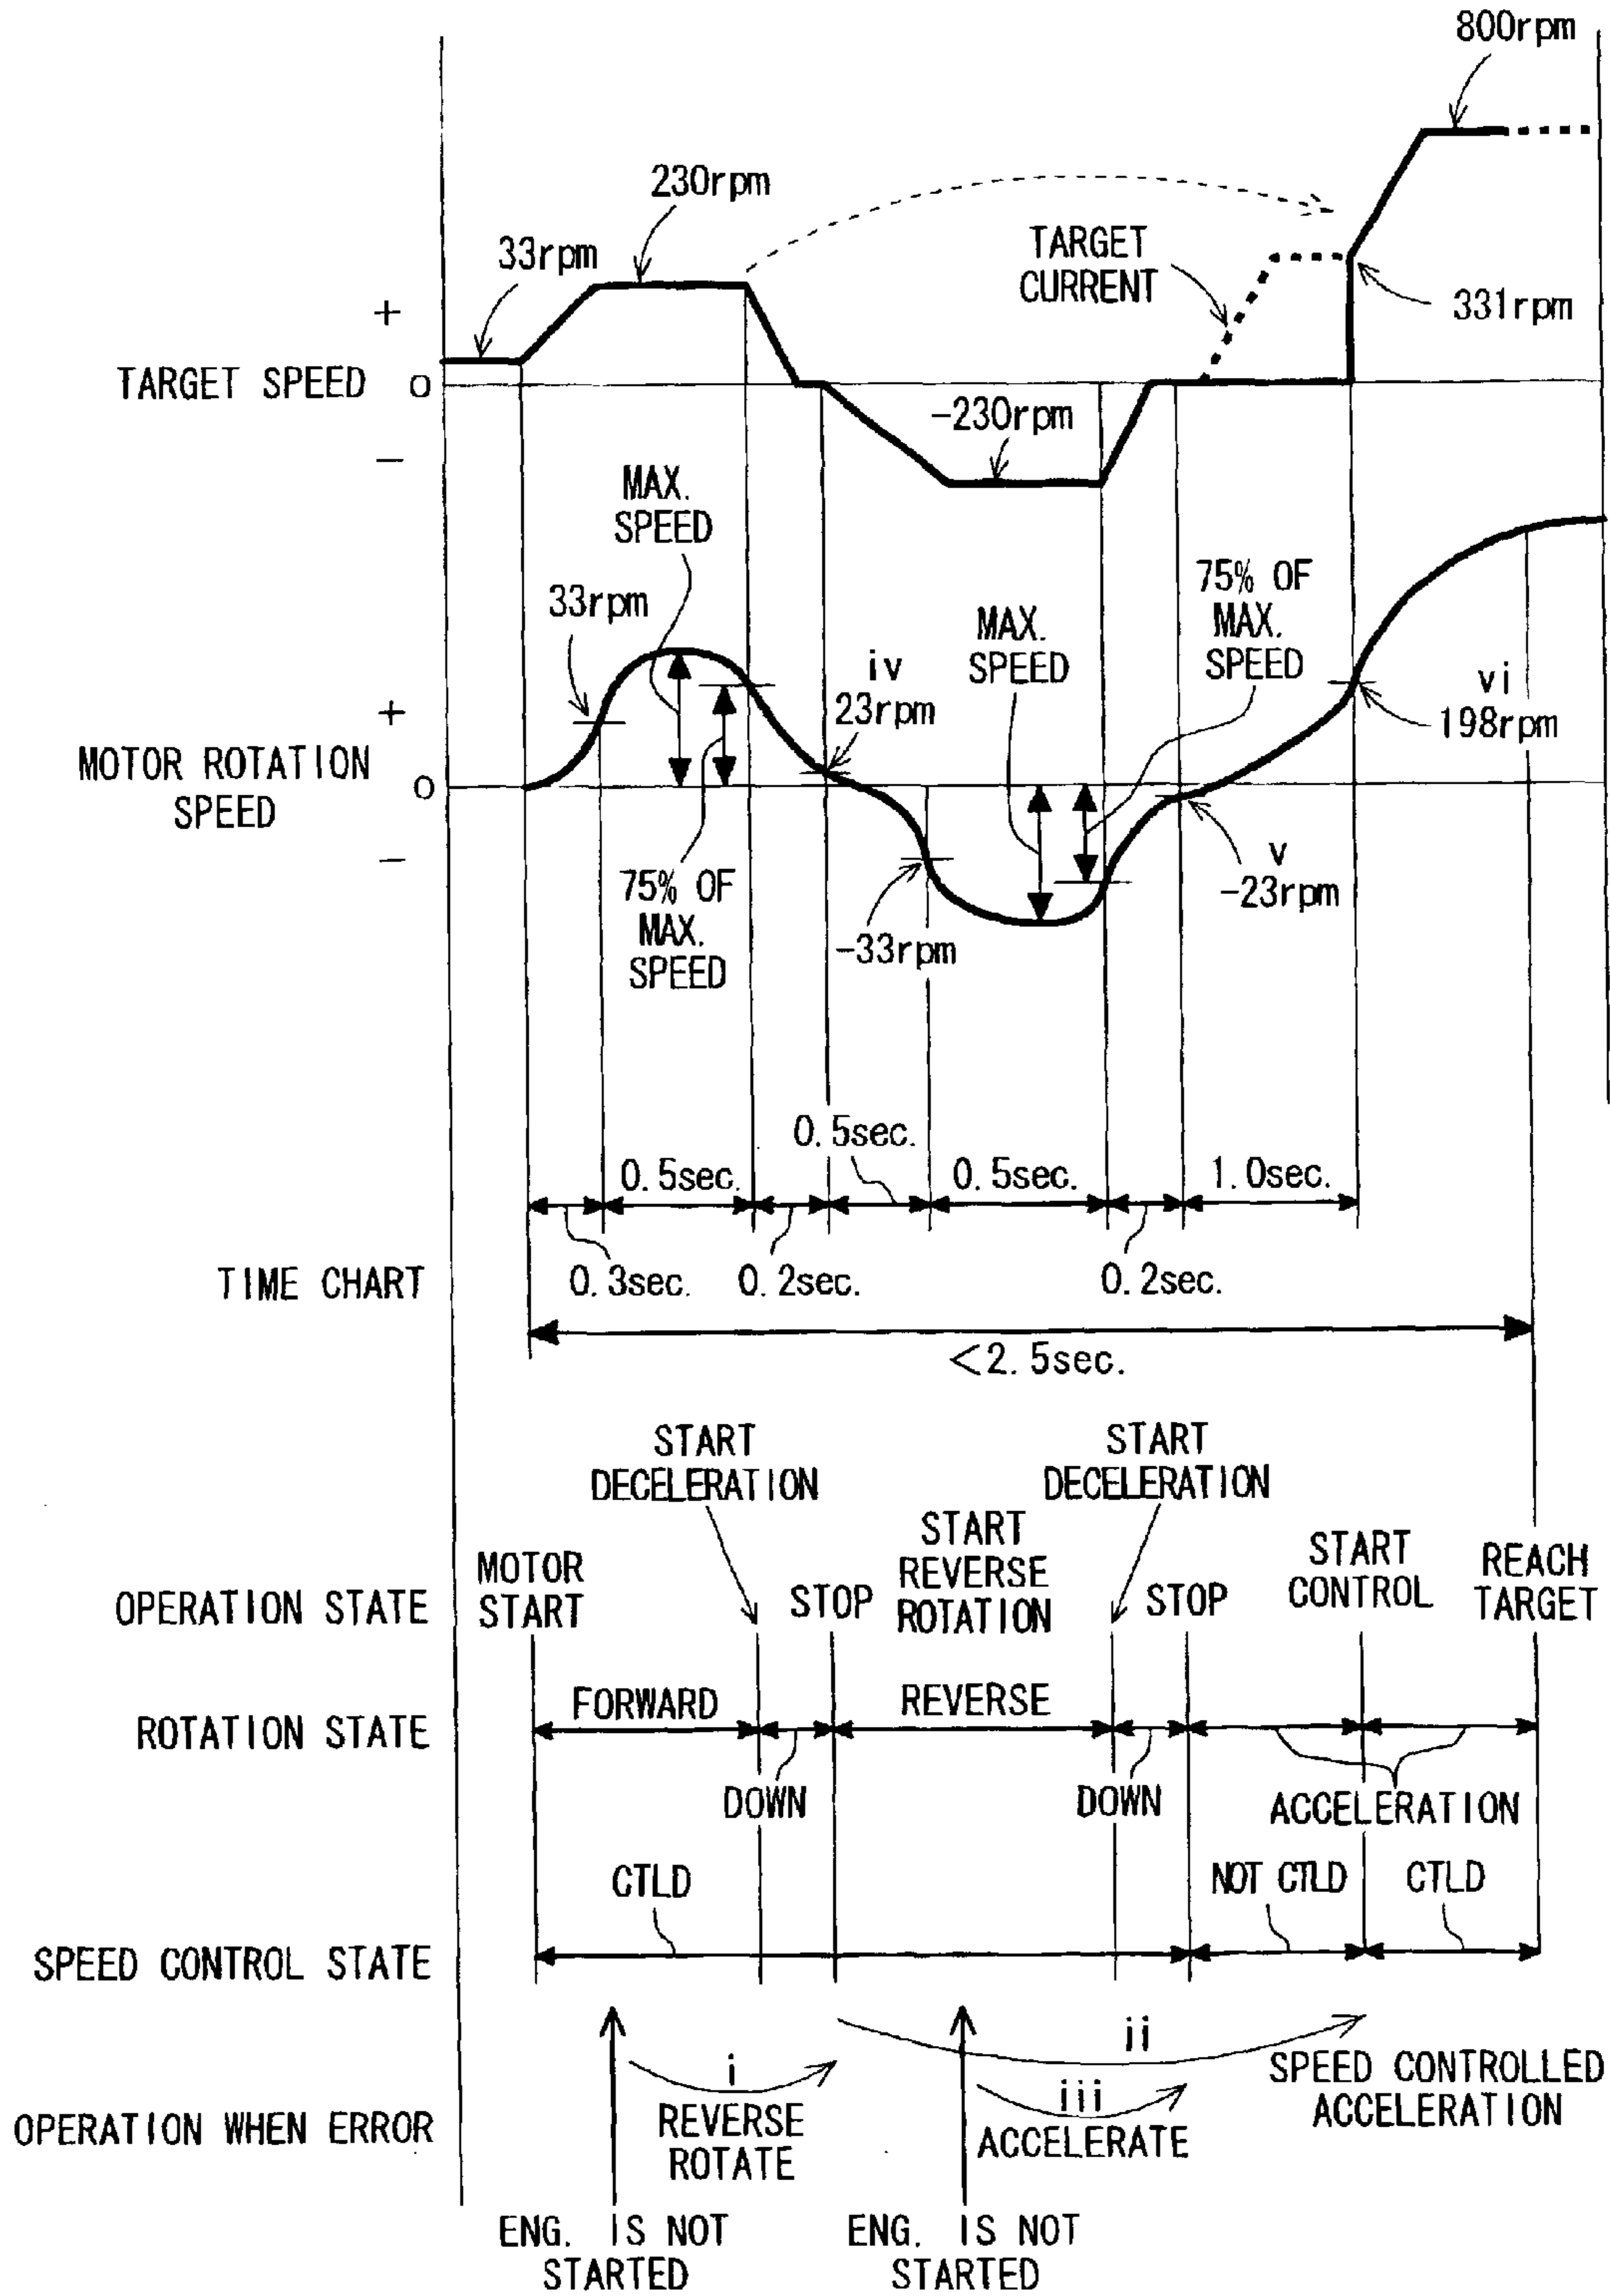 800rpm
230rpm
33rpm
TARGET
CURRENT
331rpm
+
TARGET SPEED
0
-230rpm
−
MAX.
SPEED
75% OF
MAX.
SPEED
33rpm
MAX.
SPEED
iv
23rpm
vi
198rpm
+
MOTOR ROTATION
SPEED
0
−
75% OF
MAX.
SPEED
-33rpm
v
-23rpm
0.5sec.
0.5sec.
0.5sec.
1.0sec.
TIME CHART
0.3sec.
0.2sec.
0.2sec.
<2.5sec.
START
DECELERATION
START
DECELERATION
OPERATION STATE
MOTOR
START
STOP
START
REVERSE
ROTATION
STOP
START
CONTROL
REACH
TARGET
ROTATION STATE
FORWARD
REVERSE
DOWN
DOWN
ACCELERATION
CTLD
NOT CTLD
CTLD
SPEED CONTROL STATE
i
ii
iii
SPEED CONTROLLED
ACCELERATION
OPERATION WHEN ERROR
REVERSE
ROTATE
ACCELERATE
ENG. IS NOT
STARTED
ENG. IS NOT
STARTED